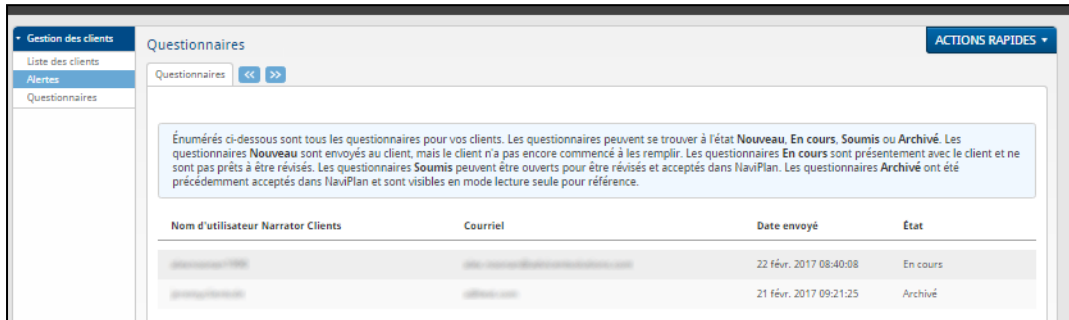 Gestion des clients
Liste des clients
Alertes
Questionnaires
Questionnaires
ACTIONS RAPIDES
Questionnaires
Énumérés ci-dessous sont tous les questionnaires pour vos clients. Les questionnaires peuvent se trouver à l'état Nouveau, En cours, Soumis ou Archivé. Les
questionnaires Nouveau sont envoyés au client, mais le client n'a pas encore commencé à les remplir. Les questionnaires En cours sont présentement avec le client et ne
sont pas prêts à être révisés. Les questionnaires Soumis peuvent être ouverts pour être révisés et acceptés dans NaviPlan. Les questionnaires Archivé ont été
précédemment acceptés dans NaviPlan et sont visibles en mode lecture seule pour référence.
Nom d'utilisateur Narrator Clients Courriel Date envoyé État
22 févr. 2017 08:40:08 En cours
21 févr. 2017 09:21:25 Archivé